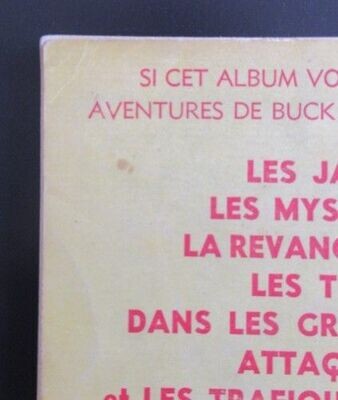 SI CET ALBUM VO
AVENTURES DE BUCK
LES JA
LES MYS
LA REVANC
LES T
DANS LES GR
ATTAQ
et LES TRAFIQU